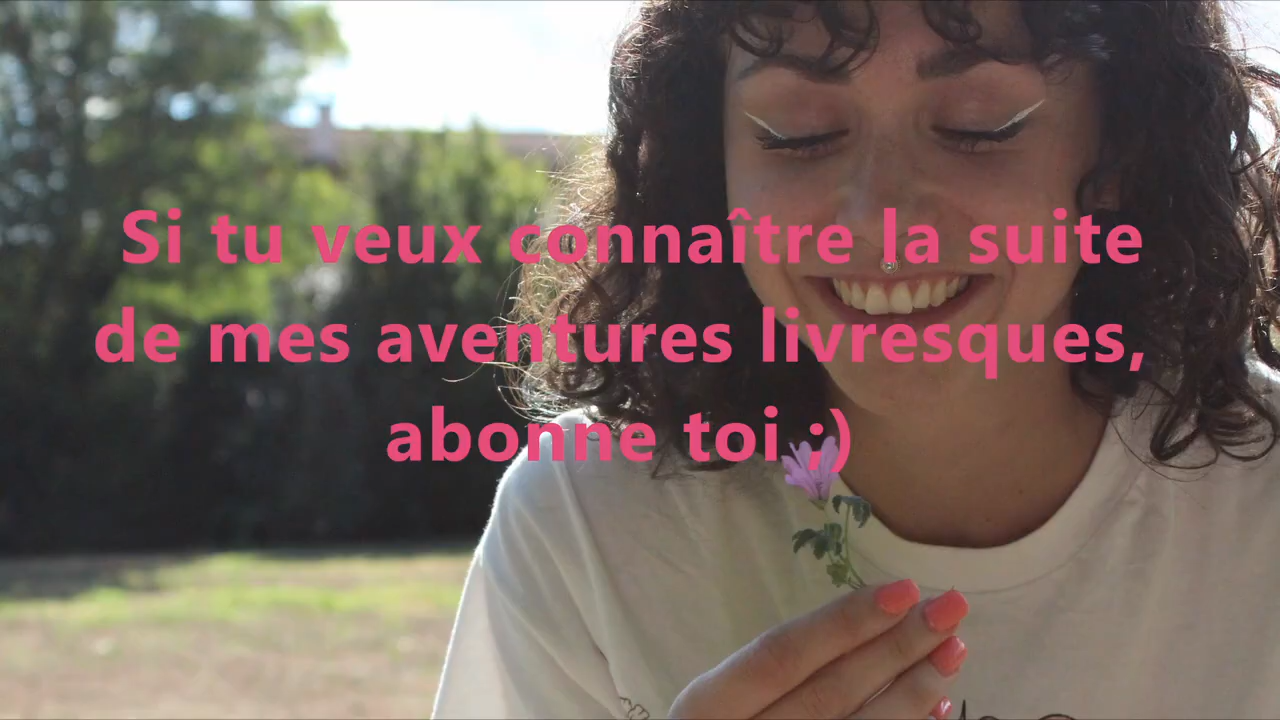 Si tu veux connaître la suite
de mes aventures livresques,
abonne toi ;)